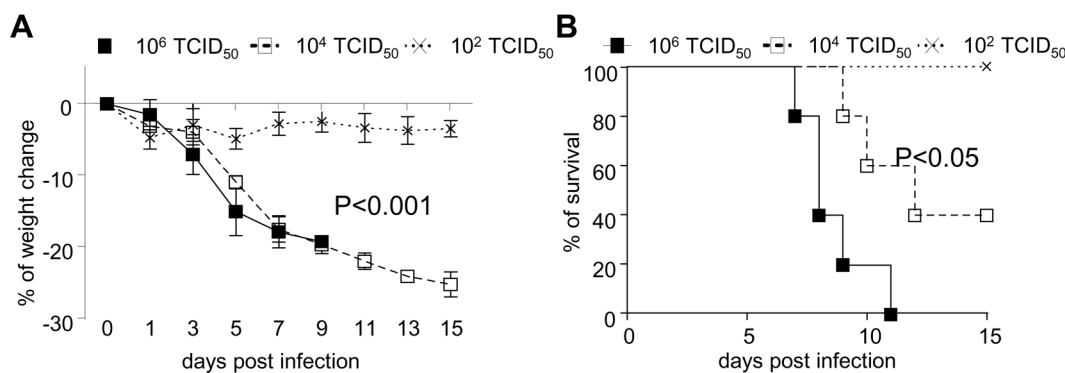 A
10⁶ TCID₅₀ 10⁴ TCID₅₀ 10² TCID₅₀
% of weight change
0
-10
-20
-30
P<0.001
0 1 3 5 7 9 11 13 15
days post infection
B
10⁶ TCID₅₀ 10⁴ TCID₅₀ 10² TCID₅₀
% of survival
100
80
60
40
20
0
P<0.05
0 5 10 15
days post infection